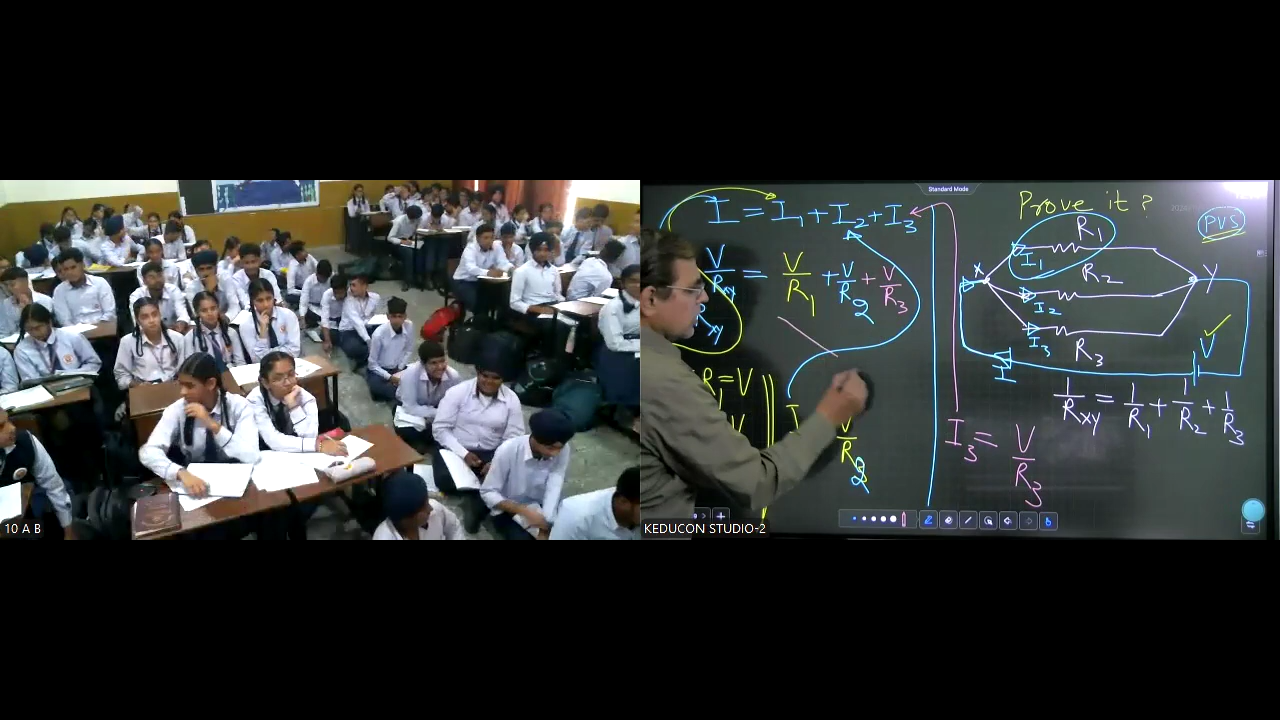 Standard Mode
Prove it?
PVS
I = I₁ + I₂ + I₃
V/Rxy = V/R₁ + V/R₂ + V/R₃
R = V
V/R₂
X
I₁
R₁
R₂
I₂
I₃
R₃
Y
V
I
1/Rxy = 1/R₁ + 1/R₂ + 1/R₃
I₃ = V/R₃
10 A B
KEDUCON STUDIO-2